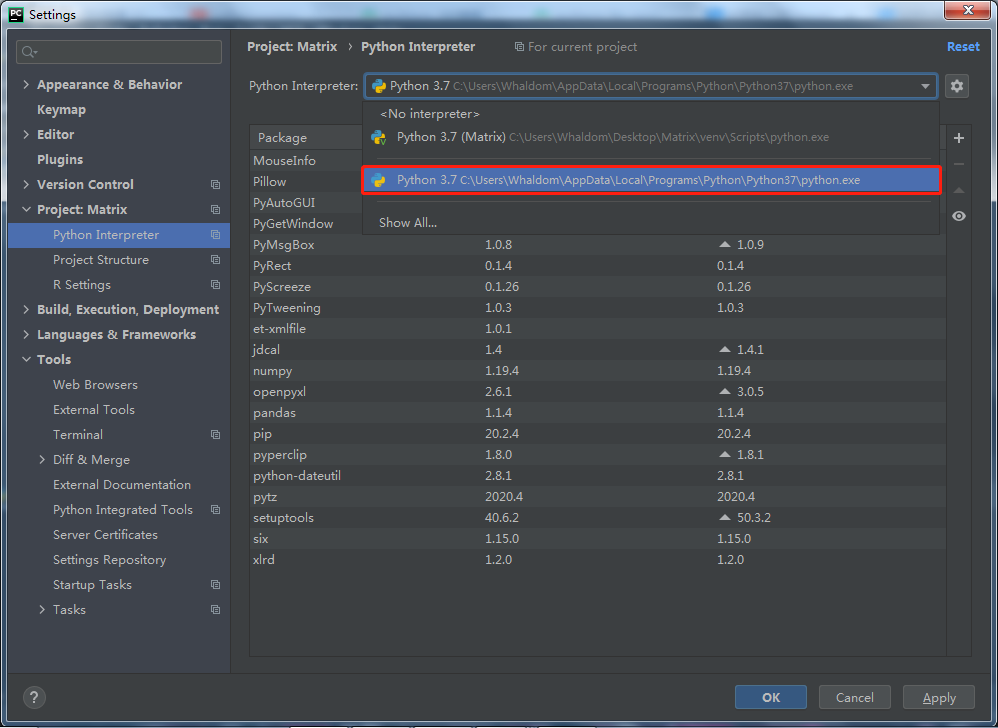 PC Settings
Project: Matrix › Python Interpreter For current project Reset
Appearance & Behavior
Keymap
Editor
Plugins
Version Control
Project: Matrix
Python Interpreter
Project Structure
R Settings
Build, Execution, Deployment
Languages & Frameworks
Tools
Web Browsers
External Tools
Terminal
Diff & Merge
External Documentation
Python Integrated Tools
Server Certificates
Settings Repository
Startup Tasks
Tasks
Python Interpreter: Python 3.7 C:\Users\Whaldom\AppData\Local\Programs\Python\Python37\python.exe
<No interpreter>
Python 3.7 (Matrix) C:\Users\Whaldom\Desktop\Matrix\venv\Scripts\python.exe
Python 3.7 C:\Users\Whaldom\AppData\Local\Programs\Python\Python37\python.exe
Show All...
Package
MouseInfo
Pillow
PyAutoGUI
PyGetWindow
PyMsgBox 1.0.8 1.0.9
PyRect 0.1.4 0.1.4
PyScreeze 0.1.26 0.1.26
PyTweening 1.0.3 1.0.3
et-xmlfile 1.0.1
jdcal 1.4 1.4.1
numpy 1.19.4 1.19.4
openpyxl 2.6.1 3.0.5
pandas 1.1.4 1.1.4
pip 20.2.4 20.2.4
pyperclip 1.8.0 1.8.1
python-dateutil 2.8.1 2.8.1
pytz 2020.4 2020.4
setuptools 40.6.2 50.3.2
six 1.15.0 1.15.0
xlrd 1.2.0 1.2.0
? OK Cancel Apply